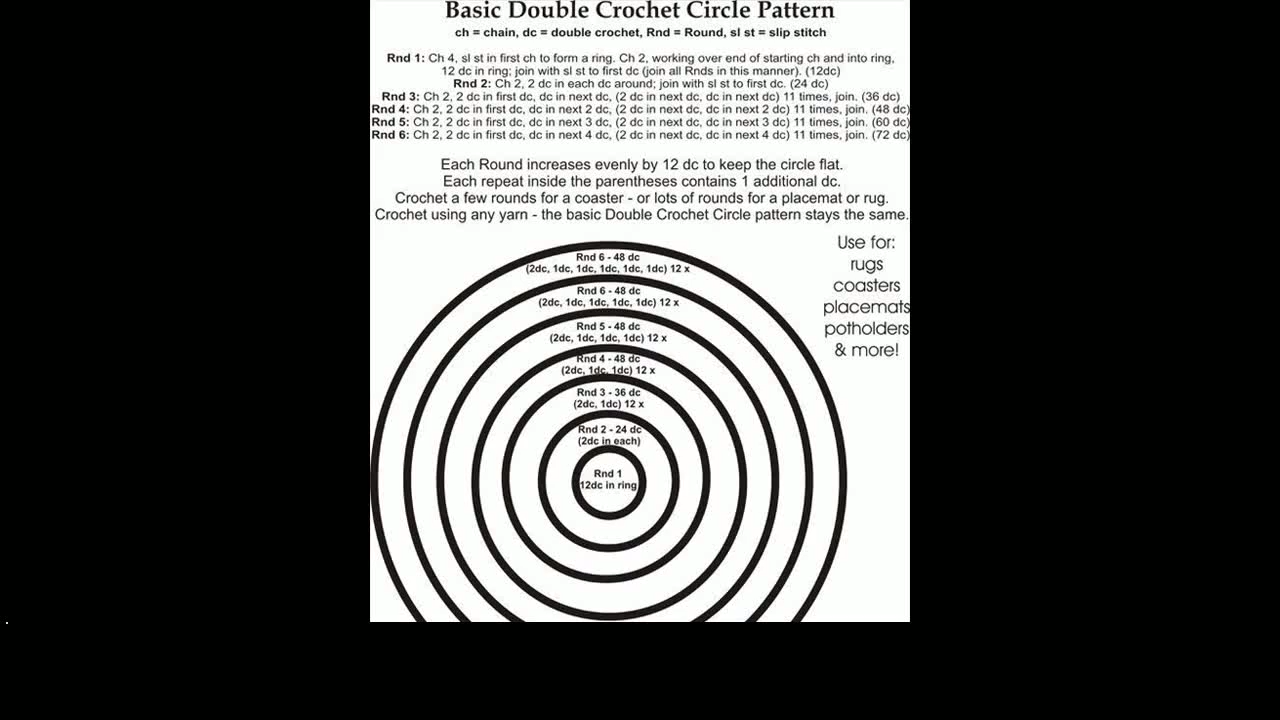 Basic Double Crochet Circle Pattern
ch = chain, dc = double crochet, Rnd = Round, sl st = slip stitch
Rnd 1: Ch 4, sl st in first ch to form a ring. Ch 2, working over end of starting ch and into ring,
12 dc in ring; join with sl st to first dc (join all Rnds in this manner). (12dc)
Rnd 2: Ch 2, 2 dc in each dc around; join with sl st to first dc. (24 dc)
Rnd 3: Ch 2, 2 dc in first dc, dc in next dc, (2 dc in next dc, dc in next dc) 11 times, join. (36 dc)
Rnd 4: Ch 2, 2 dc in first dc, dc in next 2 dc, (2 dc in next dc, dc in next 2 dc) 11 times, join. (48 dc)
Rnd 5: Ch 2, 2 dc in first dc, dc in next 3 dc, (2 dc in next dc, dc in next 3 dc) 11 times, join. (60 dc)
Rnd 6: Ch 2, 2 dc in first dc, dc in next 4 dc, (2 dc in next dc, dc in next 4 dc) 11 times, join. (72 dc)
Each Round increases evenly by 12 dc to keep the circle flat.
Each repeat inside the parentheses contains 1 additional dc.
Crochet a few rounds for a coaster - or lots of rounds for a placemat or rug.
Crochet using any yarn - the basic Double Crochet Circle pattern stays the same.
Use for:
rugs
coasters
placemats
potholders
& more!
Rnd 6 - 48 dc
(2dc, 1dc, 1dc, 1dc, 1dc, 1dc) 12 x
Rnd 6 - 48 dc
(2dc, 1dc, 1dc, 1dc, 1dc) 12 x
Rnd 5 - 48 dc
(2dc, 1dc, 1dc, 1dc) 12 x
Rnd 4 - 48 dc
(2dc, 1dc, 1dc) 12 x
Rnd 3 - 36 dc
(2dc, 1dc) 12 x
Rnd 2 - 24 dc
(2dc in each)
Rnd 1
12dc in ring